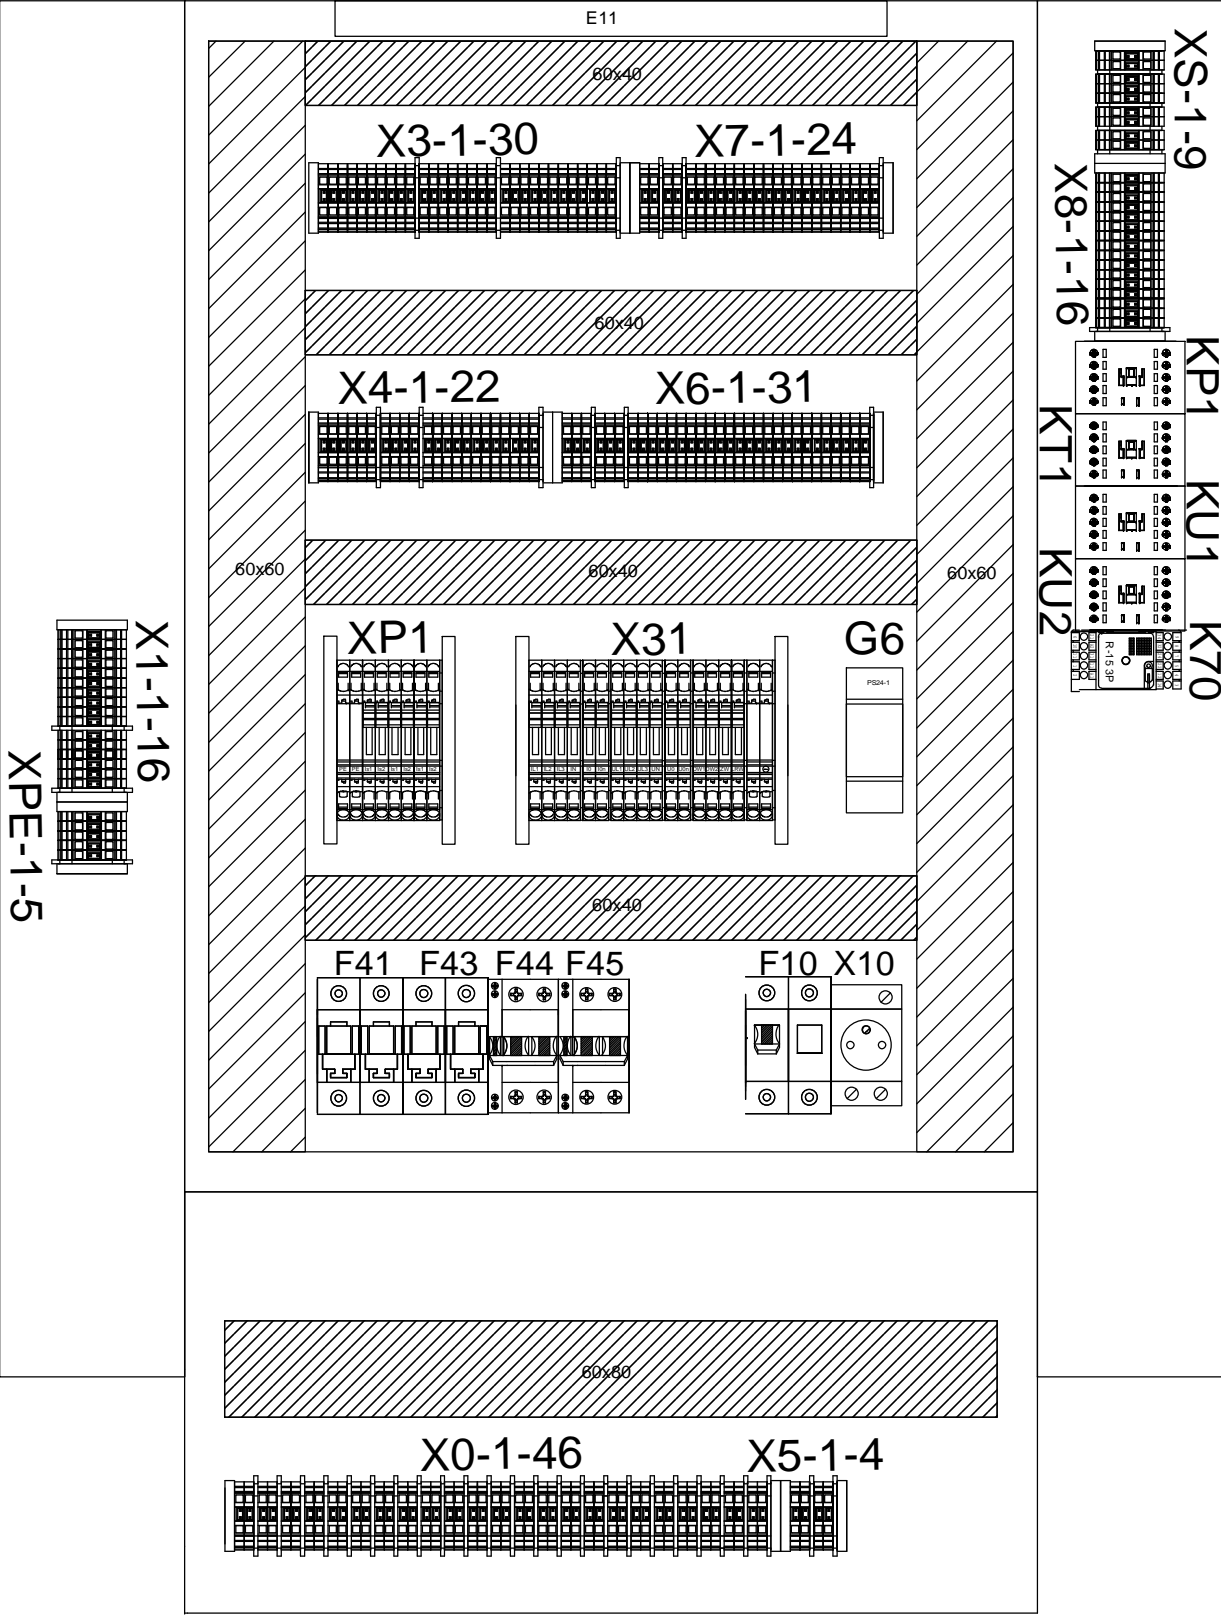 E11
60x40
XS-1-9
X3-1-30
X7-1-24
X8-1-16
60x40
KP1
X4-1-22
X6-1-31
KT1
KU1
60x60
60x40
60x60
KU2
X1-1-16
XP1
X31
G6
K70
R-15 3P
PS24-1
XPE-1-5
60x40
F41
F43
F44
F45
F10
X10
60x80
X0-1-46
X5-1-4